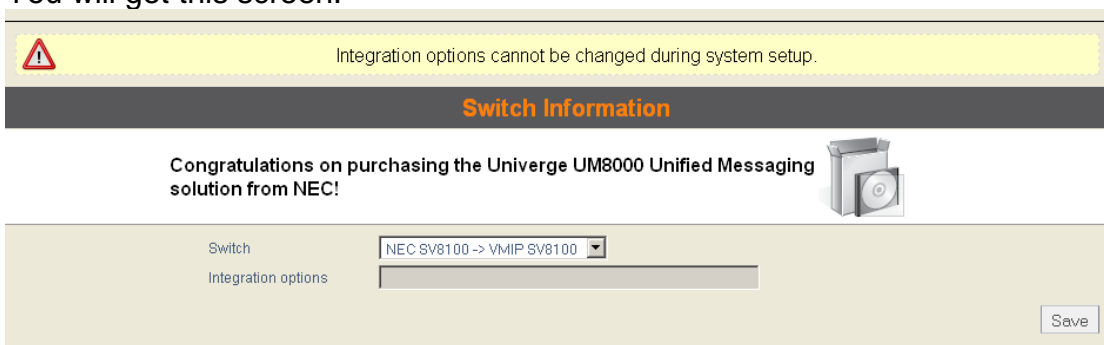 You will get this screen.
Integration options cannot be changed during system setup.
Switch Information
Congratulations on purchasing the Univerge UM8000 Unified Messaging
solution from NEC!
Switch NEC SV8100 -> VMIP SV8100
Integration options
Save